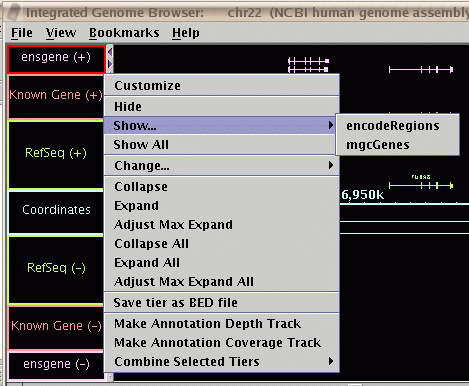 Integrated Genome Browser: chr22 (NCBI human genome assembly
File View Bookmarks Help
ensgene (+)
Known Gene (+)
RefSeq (+)
Coordinates
RefSeq (-)
Known Gene (-)
ensgene (-)
Customize
Hide
Show...
Show All
Change...
Collapse
Expand
Adjust Max Expand
Collapse All
Expand All
Adjust Max Expand All
Save tier as BED file
Make Annotation Depth Track
Make Annotation Coverage Track
Combine Selected Tiers
encodeRegions
mgcGenes
6,950k